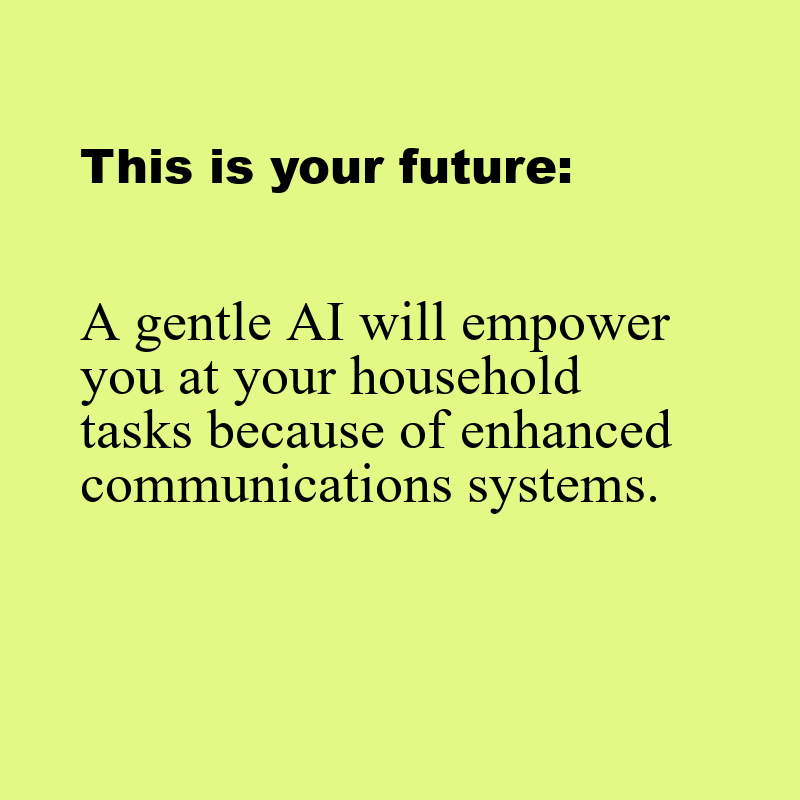 This is your future:
A gentle AI will empower
you at your household
tasks because of enhanced
communications systems.